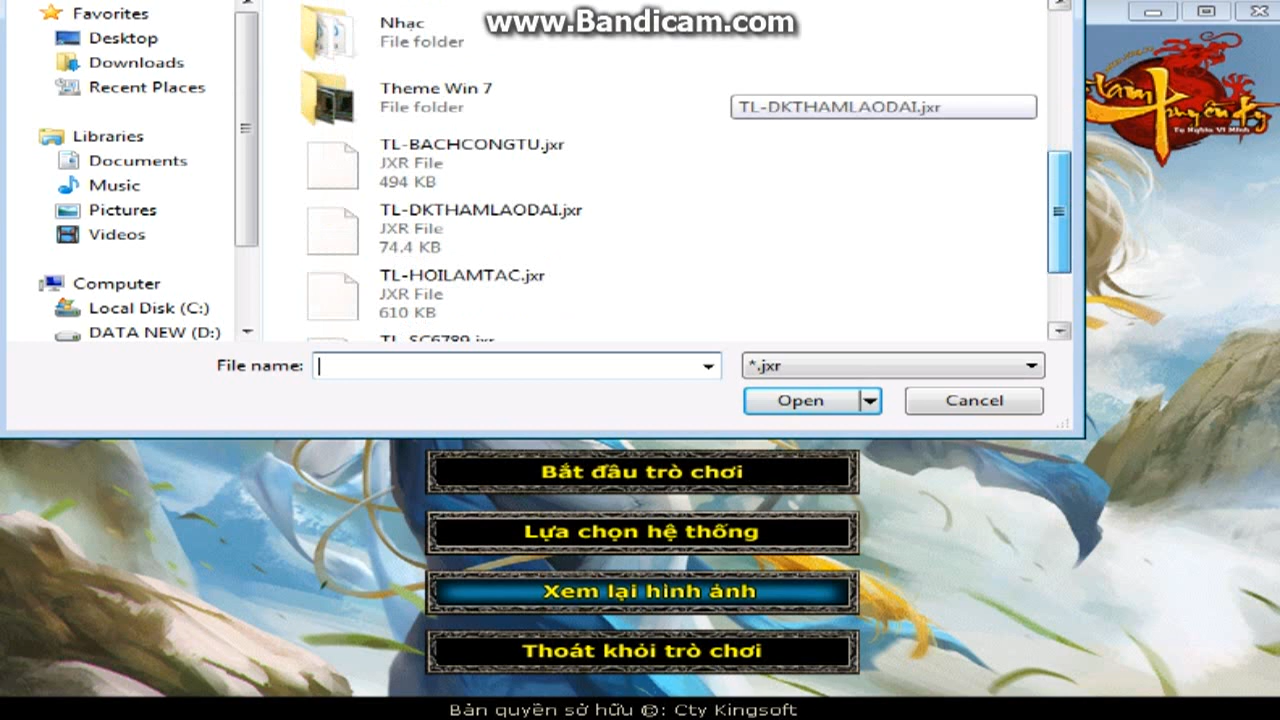 www.Bandicam.com
Favorites
Desktop
Downloads
Recent Places
Libraries
Documents
Music
Pictures
Videos
Computer
Local Disk (C:)
DATA NEW (D:)
Nhạc
File folder
Theme Win 7
File folder
TL-BACHCONGTU.jxr
JXR File
494 KB
TL-DKTHAMLAODAI.jxr
JXR File
74.4 KB
TL-HOILAMTAC.jxr
JXR File
610 KB
TL-SC6789.jxr
TL-DKTHAMLAODAI.jxr
File name:
*.jxr
Open
Cancel
Bắt đầu trò chơi
Lựa chọn hệ thống
Xem lại hình ảnh
Thoát khỏi trò chơi
Bản quyền sở hữu ©: Cty Kingsoft